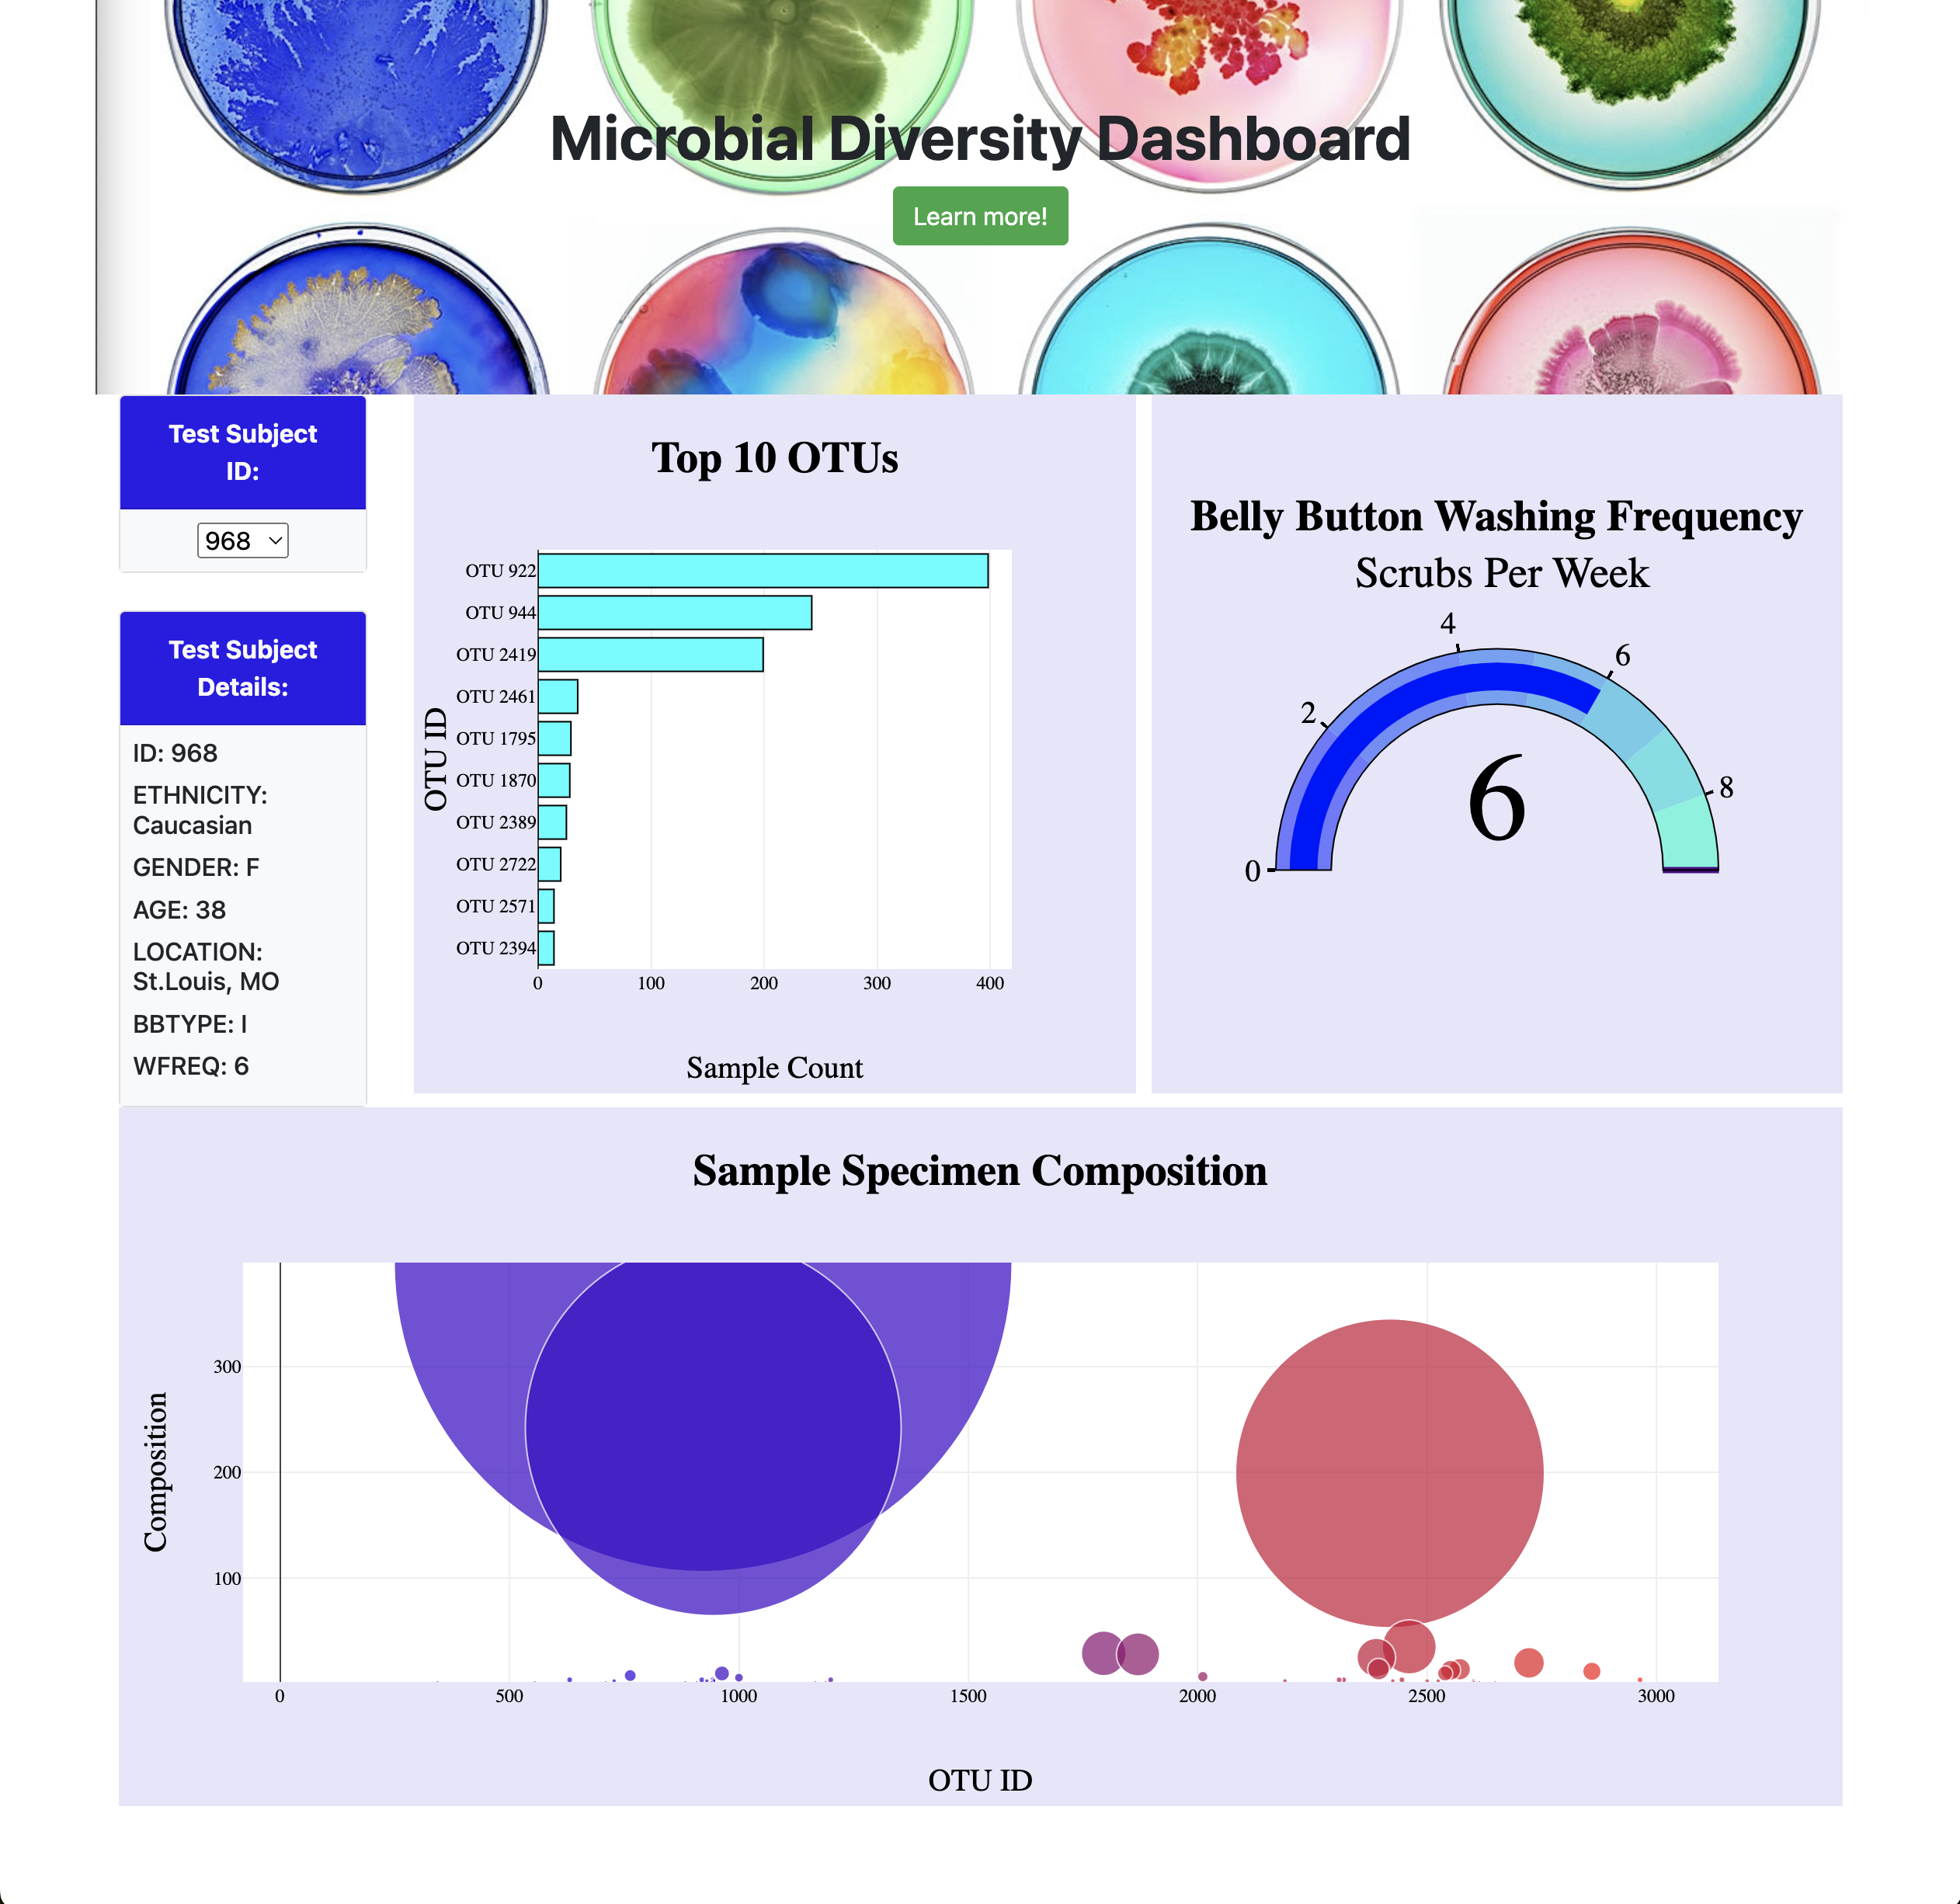 Microbial Diversity Dashboard
Learn more!
Test Subject
ID:
968
Test Subject
Details:
ID: 968
ETHNICITY:
Caucasian
GENDER: F
AGE: 38
LOCATION:
St.Louis, MO
BBTYPE: I
WFREQ: 6
Top 10 OTUs
OTU ID
OTU 922
OTU 944
OTU 2419
OTU 2461
OTU 1795
OTU 1870
OTU 2389
OTU 2722
OTU 2571
OTU 2394
0 100 200 300 400
Sample Count
Belly Button Washing Frequency
Scrubs Per Week
0
2
4
6
8
6
Sample Specimen Composition
Composition
300
200
100
0 500 1000 1500 2000 2500 3000
OTU ID